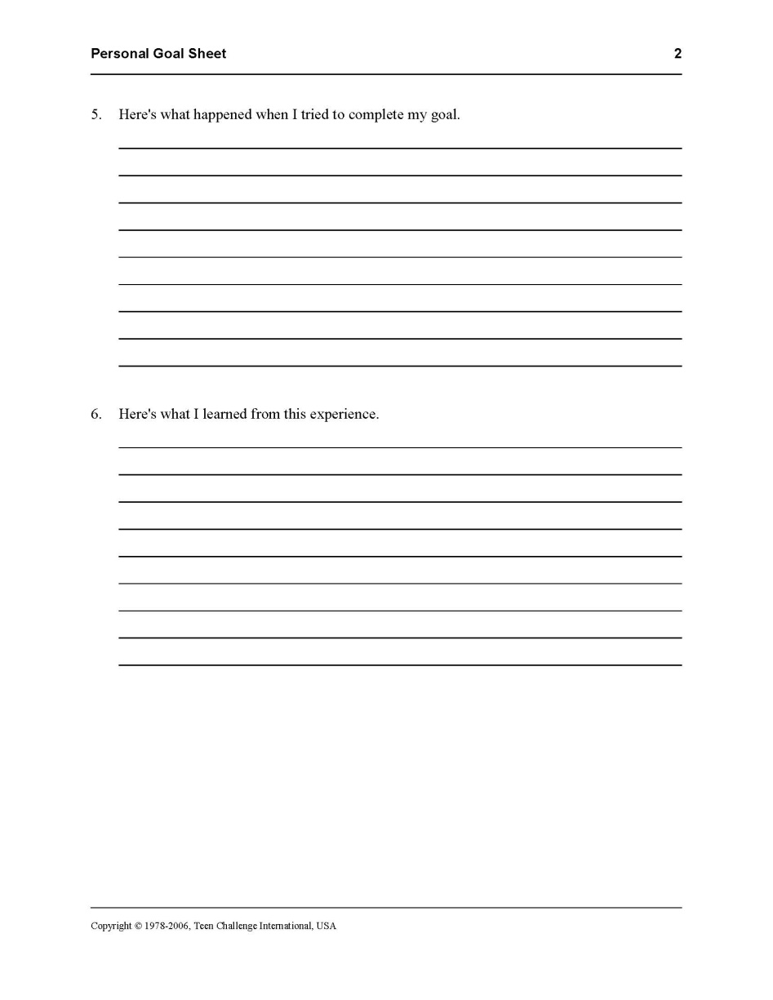 Personal Goal Sheet 2
5. Here's what happened when I tried to complete my goal.
6. Here's what I learned from this experience.
Copyright © 1978-2006, Teen Challenge International, USA